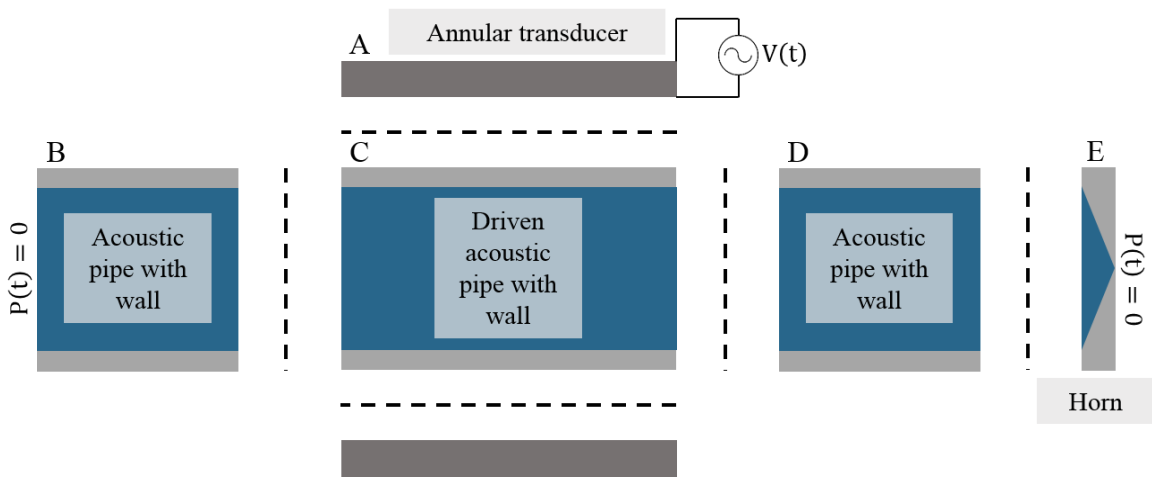 Annular transducer
A
V(t)
B
C
D
E
P(t) = 0
Acoustic
pipe with
wall
Driven
acoustic
pipe with
wall
Acoustic
pipe with
wall
P(t) = 0
Horn